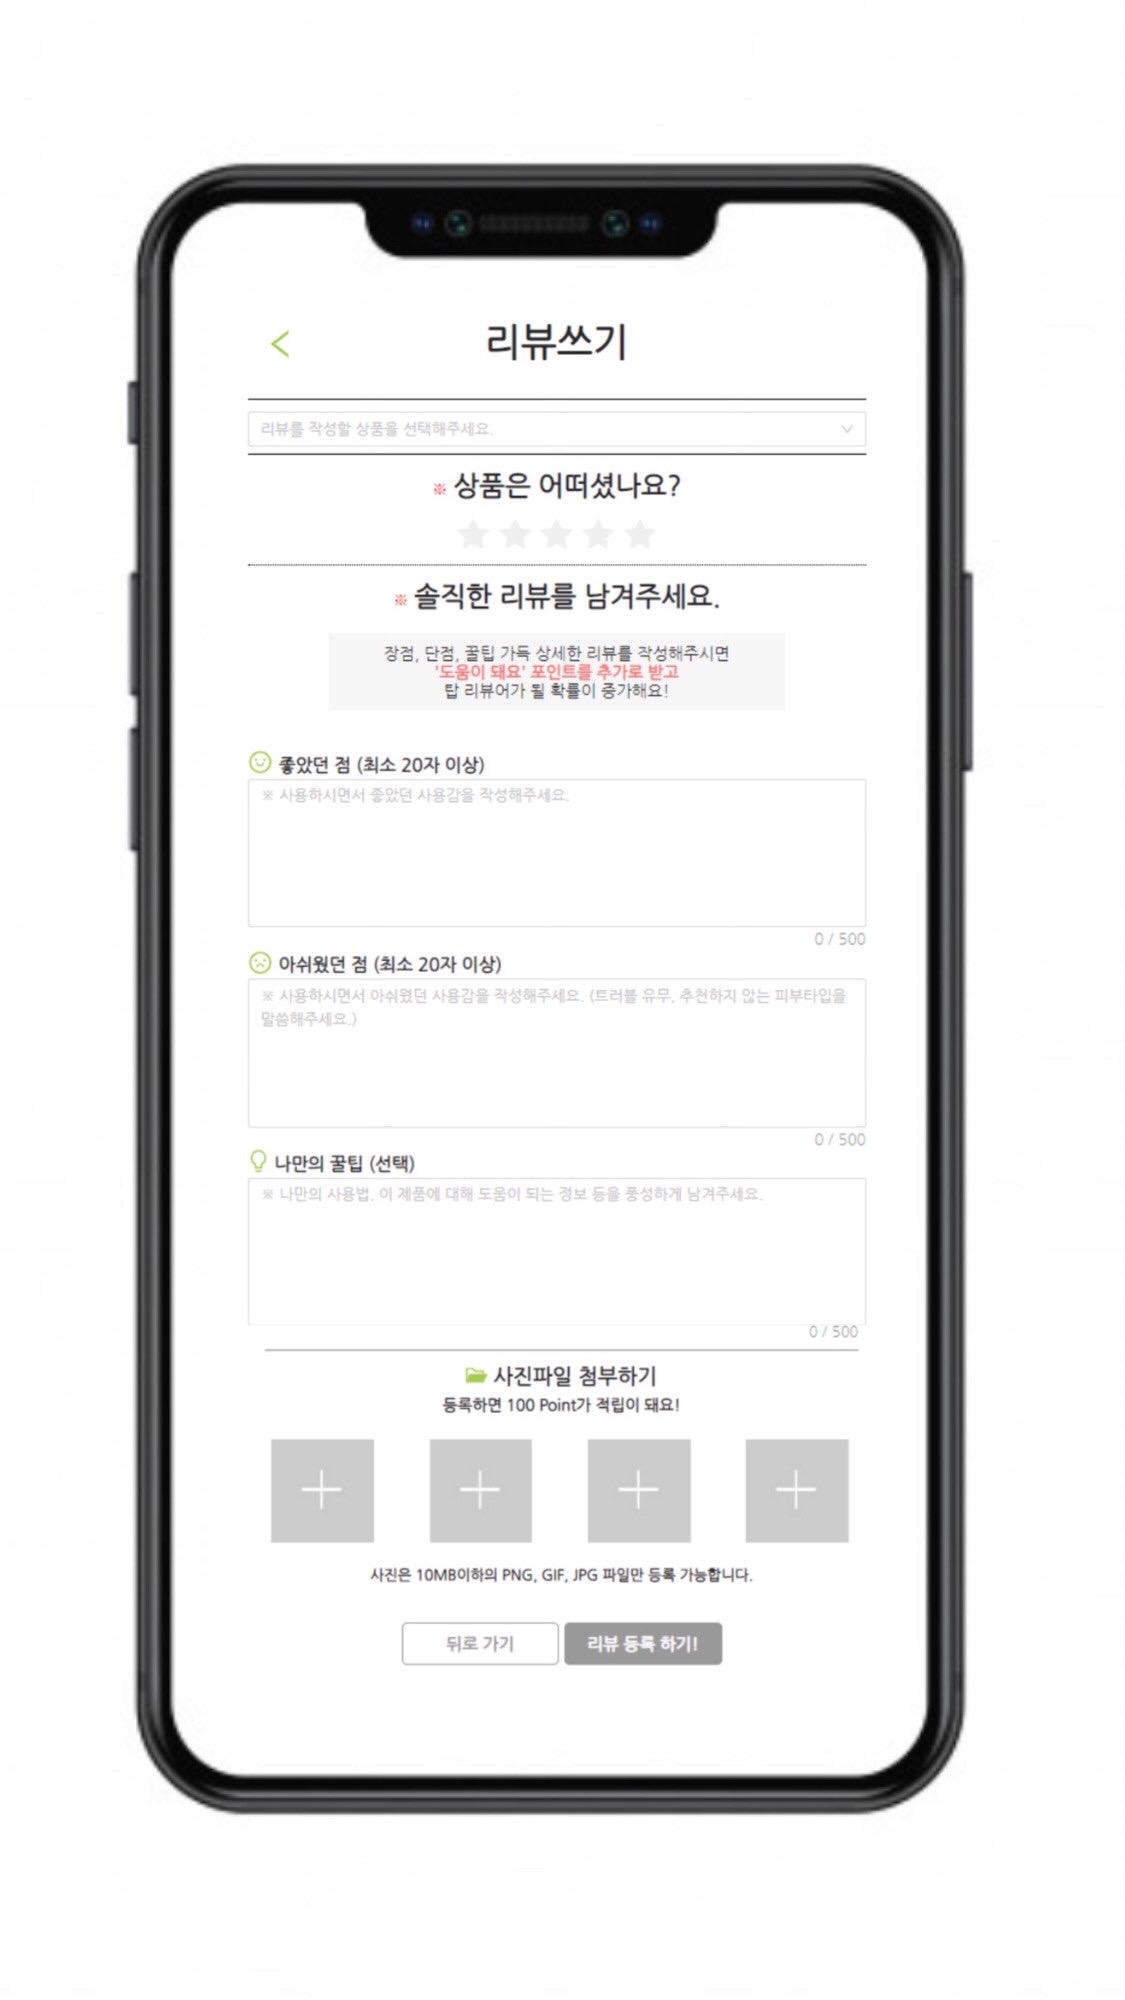 리뷰쓰기
리뷰를 작성할 상품을 선택해주세요.
※ 상품은 어떠셨나요?
※ 솔직한 리뷰를 남겨주세요.
장점, 단점, 꿀팁 가득 상세한 리뷰를 작성해주시면
'도움이 돼요' 포인트를 추가로 받고
탑 리뷰어가 될 확률이 증가해요!
좋았던 점 (최소 20자 이상)
※ 사용하시면서 좋았던 사용감을 작성해주세요.
0 / 500
아쉬웠던 점 (최소 20자 이상)
※ 사용하시면서 아쉬웠던 사용감을 작성해주세요. (트러블 유무, 추천하지 않는 피부타입을
말씀해주세요.)
0 / 500
나만의 꿀팁 (선택)
※ 나만의 사용법, 이 제품에 대해 도움이 되는 정보 등을 풍성하게 남겨주세요.
0 / 500
사진파일 첨부하기
등록하면 100 Point가 적립이 돼요!
사진은 10MB이하의 PNG, GIF, JPG 파일만 등록 가능합니다.
뒤로 가기
리뷰 등록 하기!